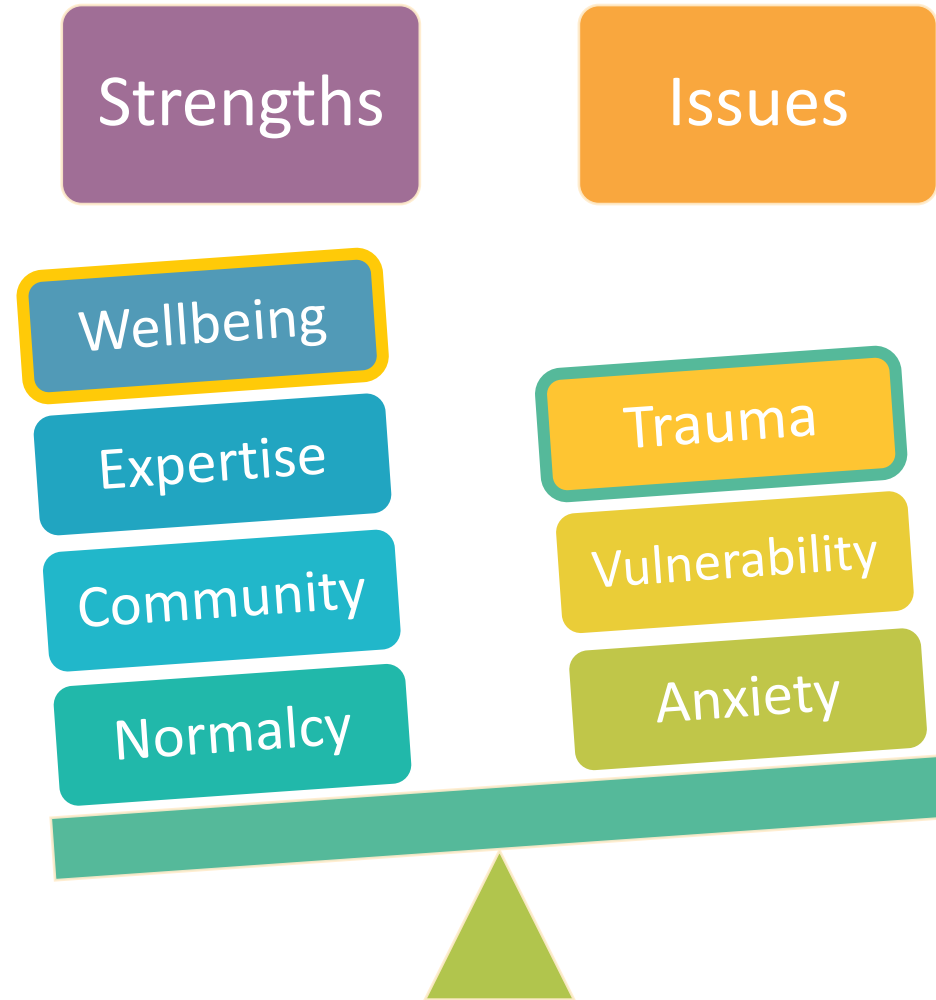 Strengths
Issues
Wellbeing
Expertise
Community
Normalcy
Trauma
Vulnerability
Anxiety